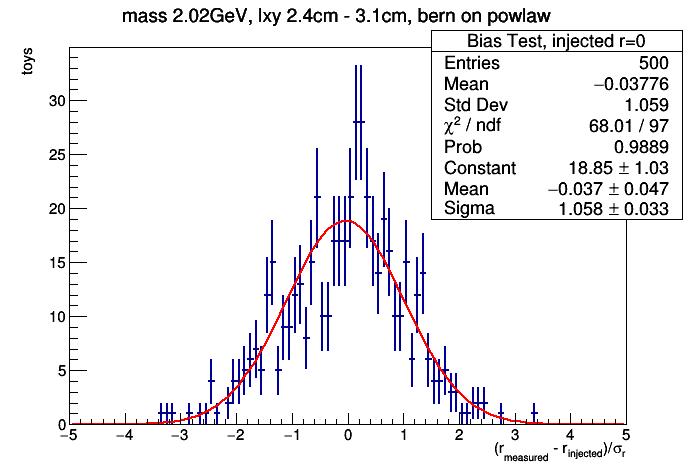 mass 2.02GeV, lxy 2.4cm - 3.1cm, bern on powlaw
toys
Bias Test, injected r=0
Entries 500
Mean −0.03776
Std Dev 1.059
χ² / ndf 68.01 / 97
Prob 0.9889
Constant 18.85 ± 1.03
Mean −0.037 ± 0.047
Sigma 1.058 ± 0.033
30
25
20
15
10
5
0
−5 −4 −3 −2 −1 0 1 2 3 4 5
(r_measured - r_injected)/σ_r